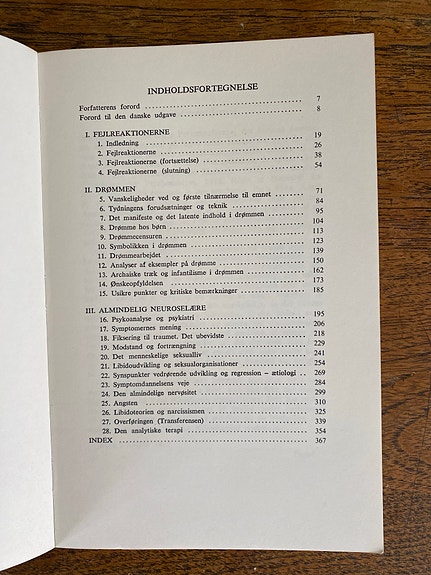 INDHOLDSFORTEGNELSE
Forfatterens forord 7
Forord til den danske udgave 8
I. FEJLREAKTIONERNE
1. Indledning 19
2. Fejlreaktionerne 26
3. Fejlreaktionerne (fortsættelse) 38
4. Fejlreaktionerne (slutning) 54
II. DRØMMEN
5. Vanskeligheder ved og første tilnærmelse til emnet 71
6. Tydningens forudsætninger og teknik 84
7. Det manifeste og det latente indhold i drømmen 95
8. Drømme hos børn 104
9. Drømmecensuren 113
10. Symbolikken i drømmen 123
11. Drømmearbejdet 139
12. Analyser af eksempler på drømme 150
13. Archaiske træk og infantilisme i drømmen 162
14. Ønskeopfyldelsen 173
15. Usikre punkter og kritiske bemærkninger 185
III. ALMINDELIG NEUROSELÆRE
16. Psykoanalyse og psykiatri 195
17. Symptomernes mening 206
18. Fiksering til traumet. Det ubevidste 218
19. Modstand og fortrængning 229
20. Det menneskelige seksualliv 241
21. Libidoudvikling og seksualorganisationer 254
22. Synspunkter vedrørende udvikling og regression – ætiologi 269
23. Symptomdannelsens veje 284
24. Den almindelige nervøsitet 299
25. Angsten 310
26. Libidoteorien og narcissismen 325
27. Overføringen (Transferensen) 339
28. Den analytiske terapi 354
INDEX 367